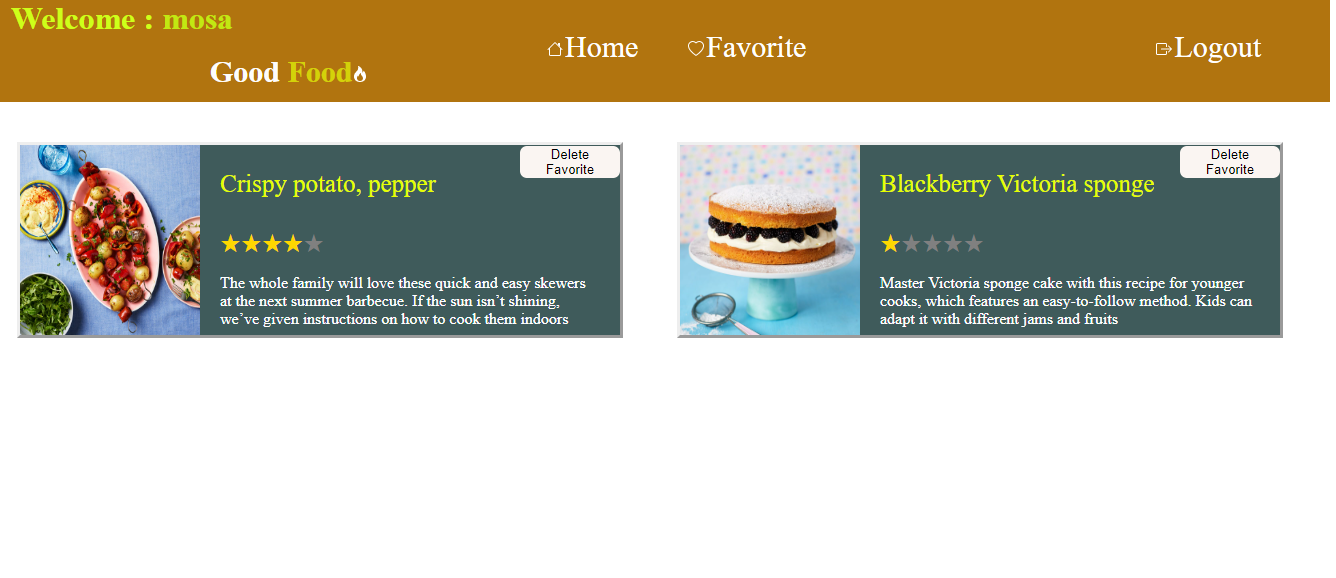 Welcome : mosa
Good Food
Home
Favorite
Logout
Delete
Favorite
Crispy potato, pepper
The whole family will love these quick and easy skewers
at the next summer barbecue. If the sun isn’t shining,
we’ve given instructions on how to cook them indoors
Delete
Favorite
Blackberry Victoria sponge
Master Victoria sponge cake with this recipe for younger
cooks, which features an easy-to-follow method. Kids can
adapt it with different jams and fruits